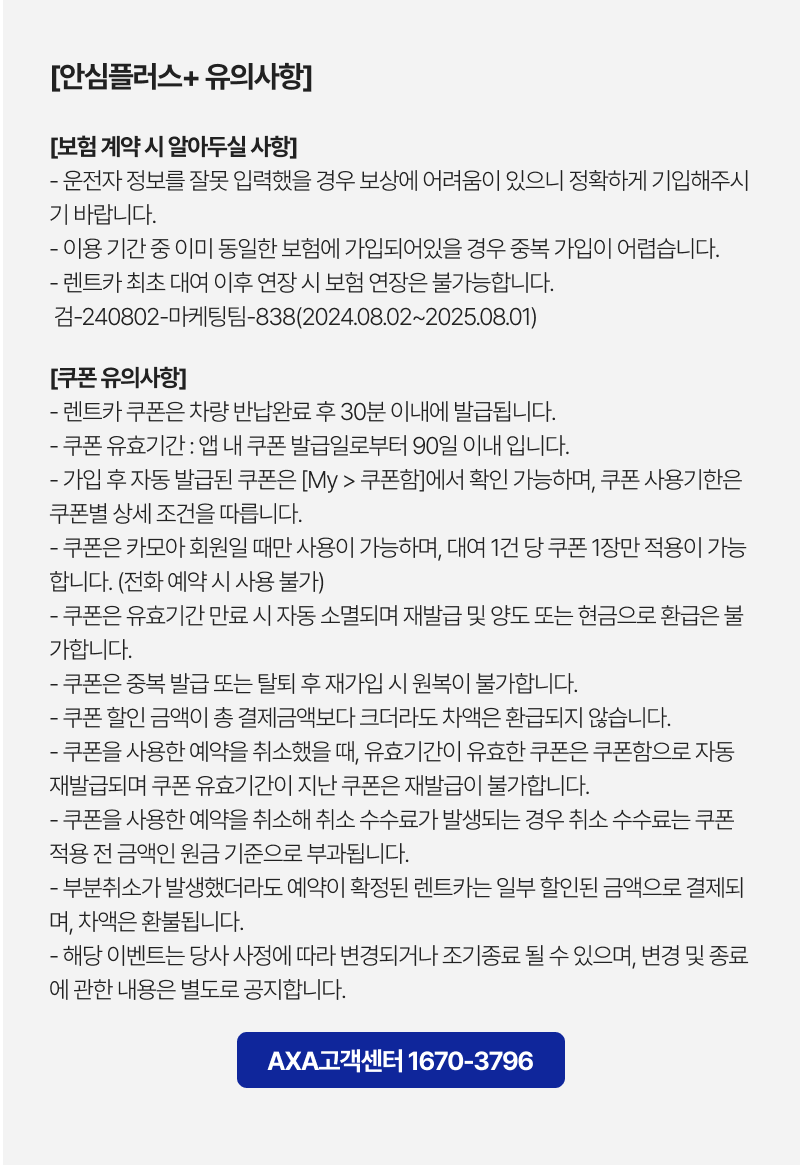 [안심플러스+ 유의사항]
[보험 계약 시 알아두실 사항]
- 운전자 정보를 잘못 입력했을 경우 보상에 어려움이 있으니 정확하게 기입해주시
기 바랍니다.
- 이용 기간 중 이미 동일한 보험에 가입되어있을 경우 중복 가입이 어렵습니다.
- 렌트카 최초 대여 이후 연장 시 보험 연장은 불가능합니다.
검-240802-마케팅팀-838(2024.08.02~2025.08.01)
[쿠폰 유의사항]
- 렌트카 쿠폰은 차량 반납완료 후 30분 이내에 발급됩니다.
- 쿠폰 유효기간 : 앱 내 쿠폰 발급일로부터 90일 이내 입니다.
- 가입 후 자동 발급된 쿠폰은 [My > 쿠폰함]에서 확인 가능하며, 쿠폰 사용기한은
쿠폰별 상세 조건을 따릅니다.
- 쿠폰은 카모아 회원일 때만 사용이 가능하며, 대여 1건 당 쿠폰 1장만 적용이 가능
합니다. (전화 예약 시 사용 불가)
- 쿠폰은 유효기간 만료 시 자동 소멸되며 재발급 및 양도 또는 현금으로 환급은 불
가합니다.
- 쿠폰은 중복 발급 또는 탈퇴 후 재가입 시 원복이 불가합니다.
- 쿠폰 할인 금액이 총 결제금액보다 크더라도 차액은 환급되지 않습니다.
- 쿠폰을 사용한 예약을 취소했을 때, 유효기간이 유효한 쿠폰은 쿠폰함으로 자동
재발급되며 쿠폰 유효기간이 지난 쿠폰은 재발급이 불가합니다.
- 쿠폰을 사용한 예약을 취소해 취소 수수료가 발생되는 경우 취소 수수료는 쿠폰
적용 전 금액인 원금 기준으로 부과됩니다.
- 부분취소가 발생했더라도 예약이 확정된 렌트카는 일부 할인된 금액으로 결제되
며, 차액은 환불됩니다.
- 해당 이벤트는 당사 사정에 따라 변경되거나 조기종료 될 수 있으며, 변경 및 종료
에 관한 내용은 별도로 공지합니다.
AXA고객센터 1670-3796